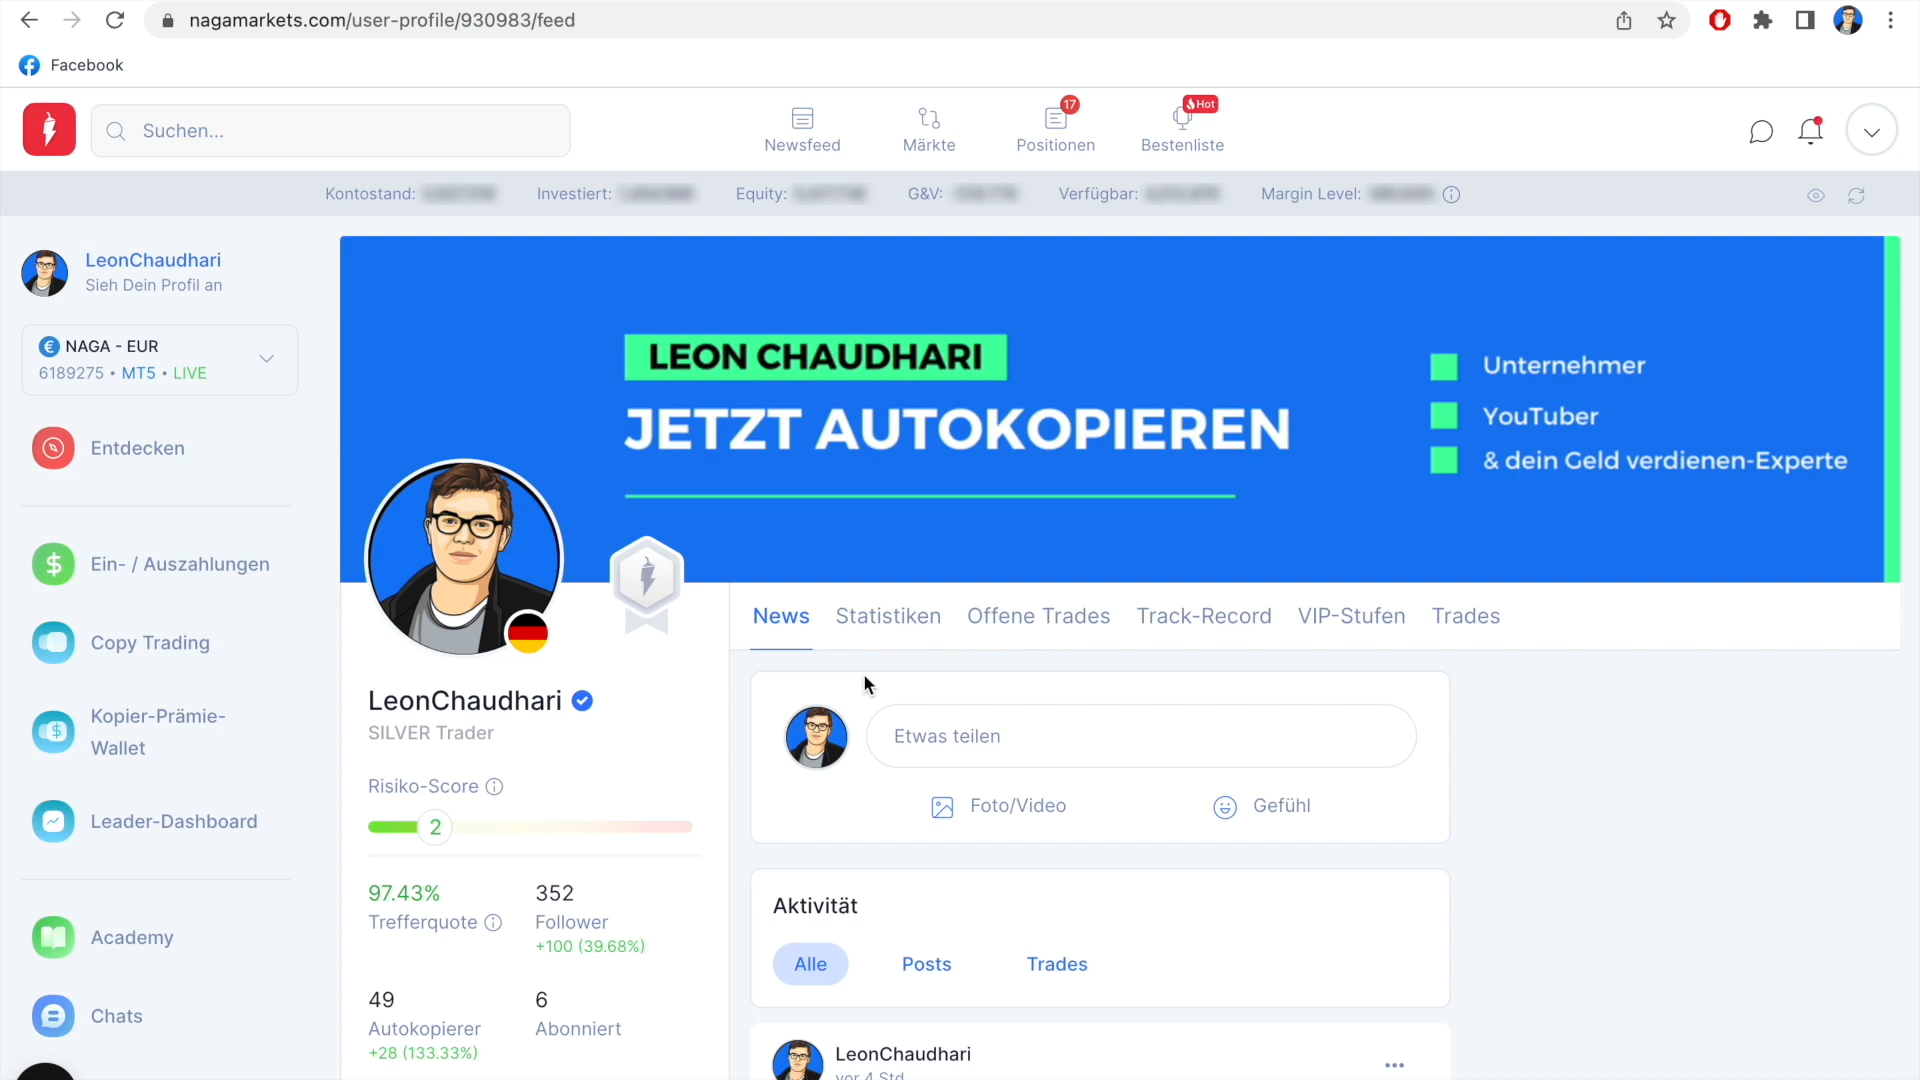 nagamarkets.com/user-profile/930983/feed
Facebook
Suchen...
Newsfeed
Märkte
17
Positionen
Hot
Bestenliste
Kontostand:
Investiert:
Equity:
G&V:
Verfügbar:
Margin Level:
LeonChaudhari
Sieh Dein Profil an
NAGA - EUR
6189275 • MT5 • LIVE
Entdecken
Ein- / Auszahlungen
Copy Trading
Kopier-Prämie-
Wallet
Leader-Dashboard
Academy
Chats
LEON CHAUDHARI
JETZT AUTOKOPIEREN
Unternehmer
YouTuber
& dein Geld verdienen-Experte
LeonChaudhari
SILVER Trader
Risiko-Score
2
97.43%
Trefferquote
352
Follower
+100 (39.68%)
49
Autokopierer
+28 (133.33%)
6
Abonniert
News Statistiken Offene Trades Track-Record VIP-Stufen Trades
Etwas teilen
Foto/Video
Gefühl
Aktivität
Alle Posts Trades
LeonChaudhari
vor 4 Std